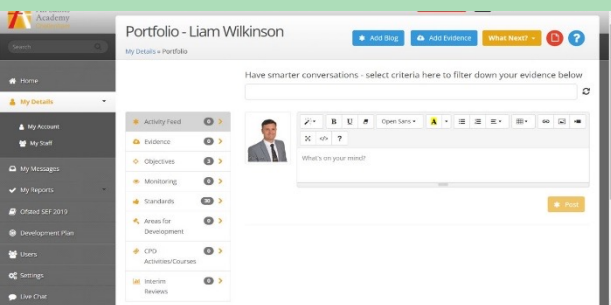 Academy
Search
Home
My Details
My Account
My Staff
My Messages
My Reports
Ofsted SEF 2019
Development Plan
Users
Settings
Live Chat
Portfolio - Liam Wilkinson
My Details » Portfolio
Add Blog
Add Evidence
What Next?
?
Have smarter conversations - select criteria here to filter down your evidence below
Activity Feed 0
Evidence 0
Objectives 3
Monitoring 0
Standards
Areas for
Development 0
CPD
Activities/Courses 0
Interim
Reviews 0
B U Open Sans A
</> ?
What's on your mind?
Post